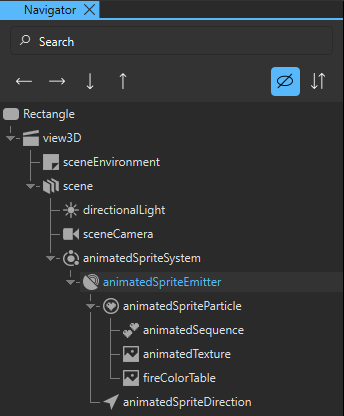 Navigator
Search
Rectangle
view3D
sceneEnvironment
scene
directionalLight
sceneCamera
animatedSpriteSystem
animatedSpriteEmitter
animatedSpriteParticle
animatedSequence
animatedTexture
fireColorTable
animatedSpriteDirection